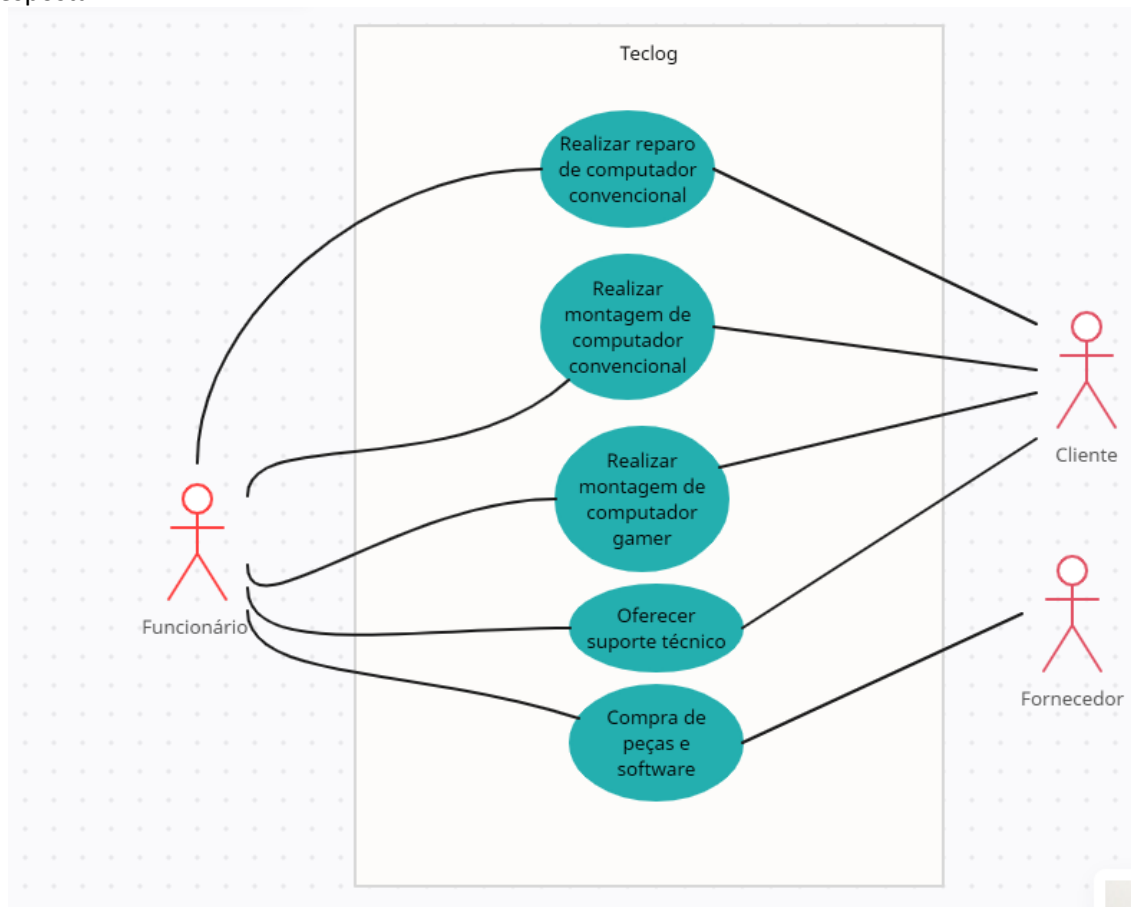 Teclog
Realizar reparo
de computador
convencional
Realizar
montagem de
computador
convencional
Realizar
montagem de
computador
gamer
Oferecer
suporte técnico
Compra de
peças e
software
Funcionário
Cliente
Fornecedor